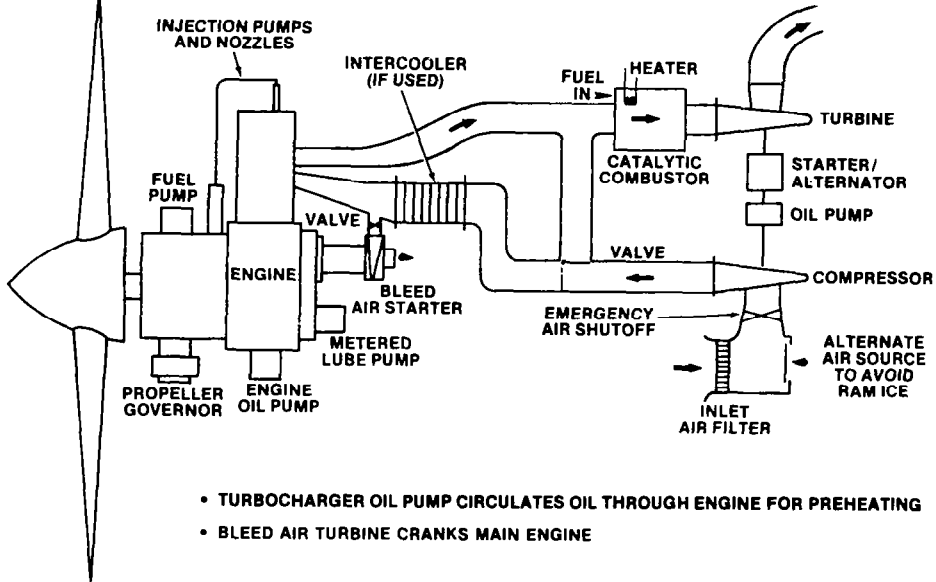 INJECTION PUMPS
AND NOZZLES
INTERCOOLER
(IF USED)
FUEL
IN
HEATER
TURBINE
CATALYTIC
COMBUSTOR
STARTER/
ALTERNATOR
FUEL
PUMP
OIL PUMP
VALVE
VALVE
ENGINE
COMPRESSOR
BLEED
AIR STARTER
EMERGENCY
AIR SHUTOFF
METERED
LUBE PUMP
ALTERNATE
AIR SOURCE
TO AVOID
RAM ICE
PROPELLER
GOVERNOR
ENGINE
OIL PUMP
INLET
AIR FILTER
• TURBOCHARGER OIL PUMP CIRCULATES OIL THROUGH ENGINE FOR PREHEATING
• BLEED AIR TURBINE CRANKS MAIN ENGINE